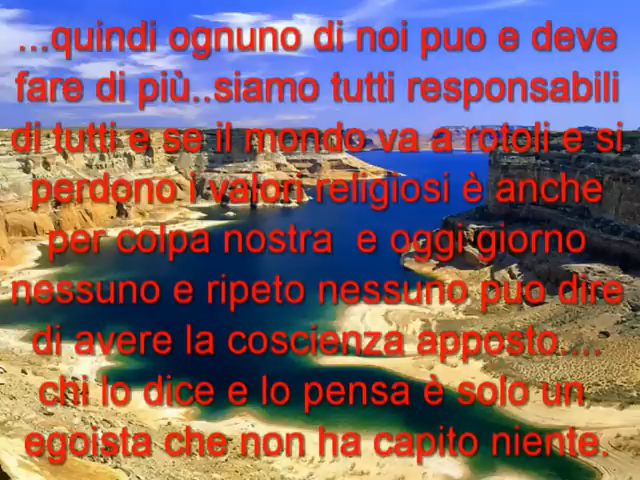 ...quindi ognuno di noi puo e deve
fare di più..siamo tutti responsabili
di tutti e se il mondo va a rotoli e si
perdono i valori religiosi è anche
per colpa nostra e oggi giorno
nessuno e ripeto nessuno puo dire
di avere la coscienza apposto....
chi lo dice e lo pensa è solo un
egoista che non ha capito niente.